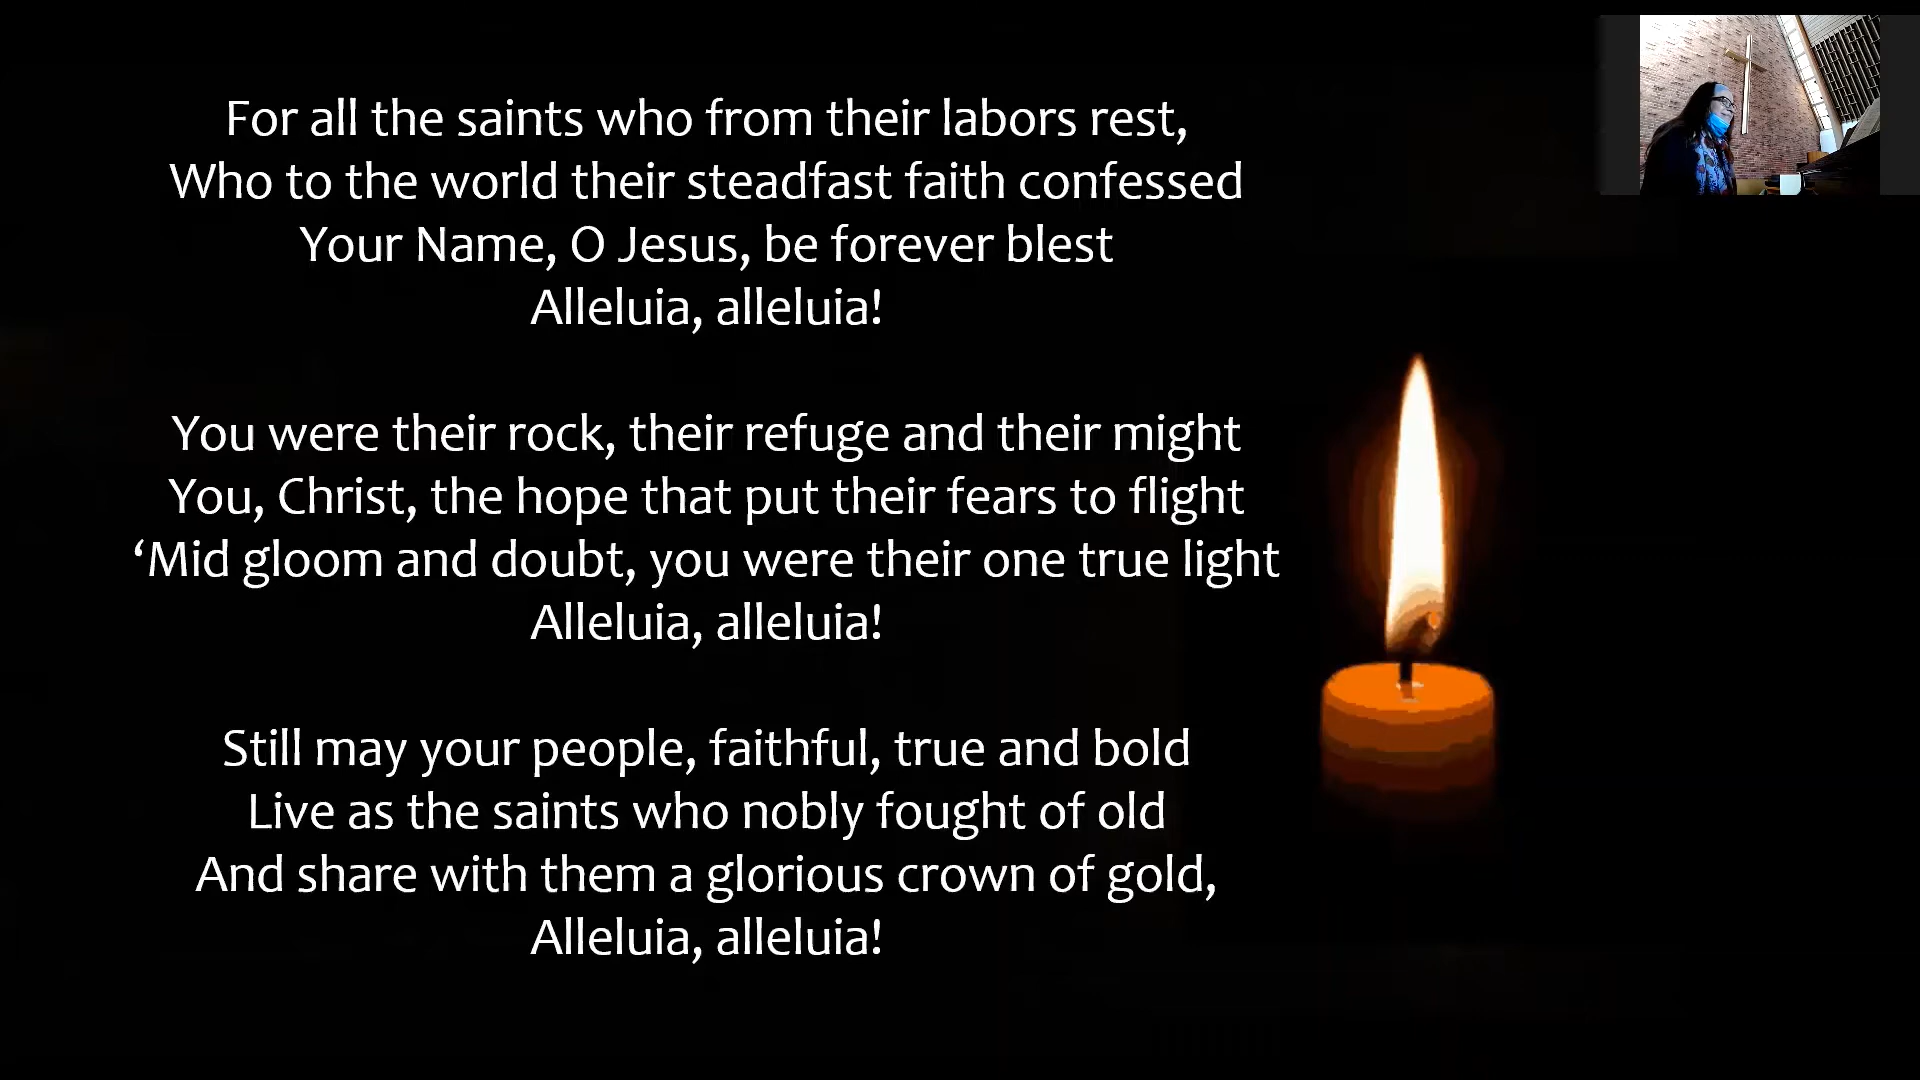 For all the saints who from their labors rest,
Who to the world their steadfast faith confessed
Your Name, O Jesus, be forever blest
Alleluia, alleluia!
You were their rock, their refuge and their might
You, Christ, the hope that put their fears to flight
‘Mid gloom and doubt, you were their one true light
Alleluia, alleluia!
Still may your people, faithful, true and bold
Live as the saints who nobly fought of old
And share with them a glorious crown of gold,
Alleluia, alleluia!